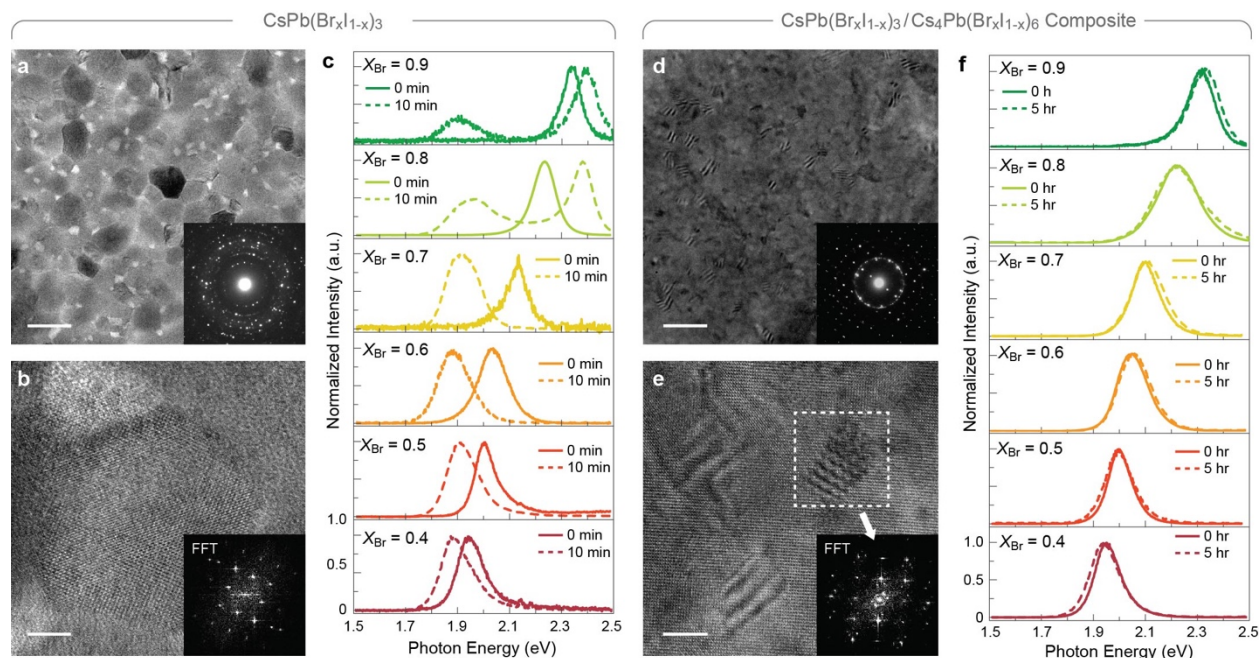 CsPb(BrxI1-x)3
CsPb(BrxI1-x)3/Cs4Pb(BrxI1-x)6 Composite
a
b
FFT
c
XBr = 0.9
0 min
10 min
XBr = 0.8
0 min
10 min
XBr = 0.7
0 min
10 min
XBr = 0.6
0 min
10 min
XBr = 0.5
0 min
10 min
1.0
XBr = 0.4
0 min
10 min
0.5
0
1.5 1.7 1.9 2.1 2.3 2.5
Photon Energy (eV)
Normalized Intensity (a.u.)
d
e
FFT
f
XBr = 0.9
0 h
5 hr
XBr = 0.8
0 hr
5 hr
XBr = 0.7
0 hr
5 hr
XBr = 0.6
0 hr
5 hr
XBr = 0.5
0 hr
5 hr
XBr = 0.4
0 hr
5 hr
1.0
0.5
0
1.5 1.7 1.9 2.1 2.3 2.5
Photon Energy (eV)
Normalized Intensity (a.u.)